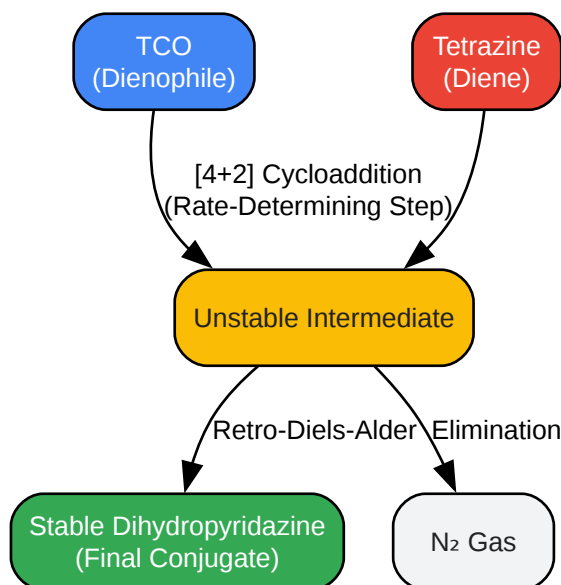 TCO
(Dienophile)
Tetrazine
(Diene)
[4+2] Cycloaddition
(Rate-Determining Step)
Unstable Intermediate
Retro-Diels-Alder Elimination
Stable Dihydropyridazine
(Final Conjugate)
N₂ Gas